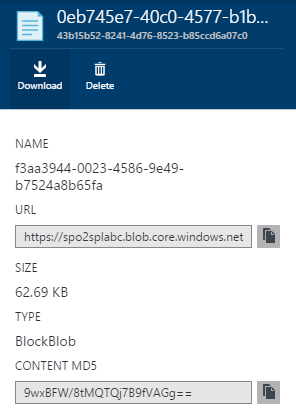 0eb745e7-40c0-4577-b1b...
43b15b52-8241-4d76-8523-b85ccd6a07c0
Download
Delete
NAME
f3aa3944-0023-4586-9e49-
b7524a8b65fa
URL
https://spo2splabc.blob.core.windows.net
SIZE
62.69 KB
TYPE
BlockBlob
CONTENT MD5
9wxBFW/8tMQTQj7B9fVAGg==